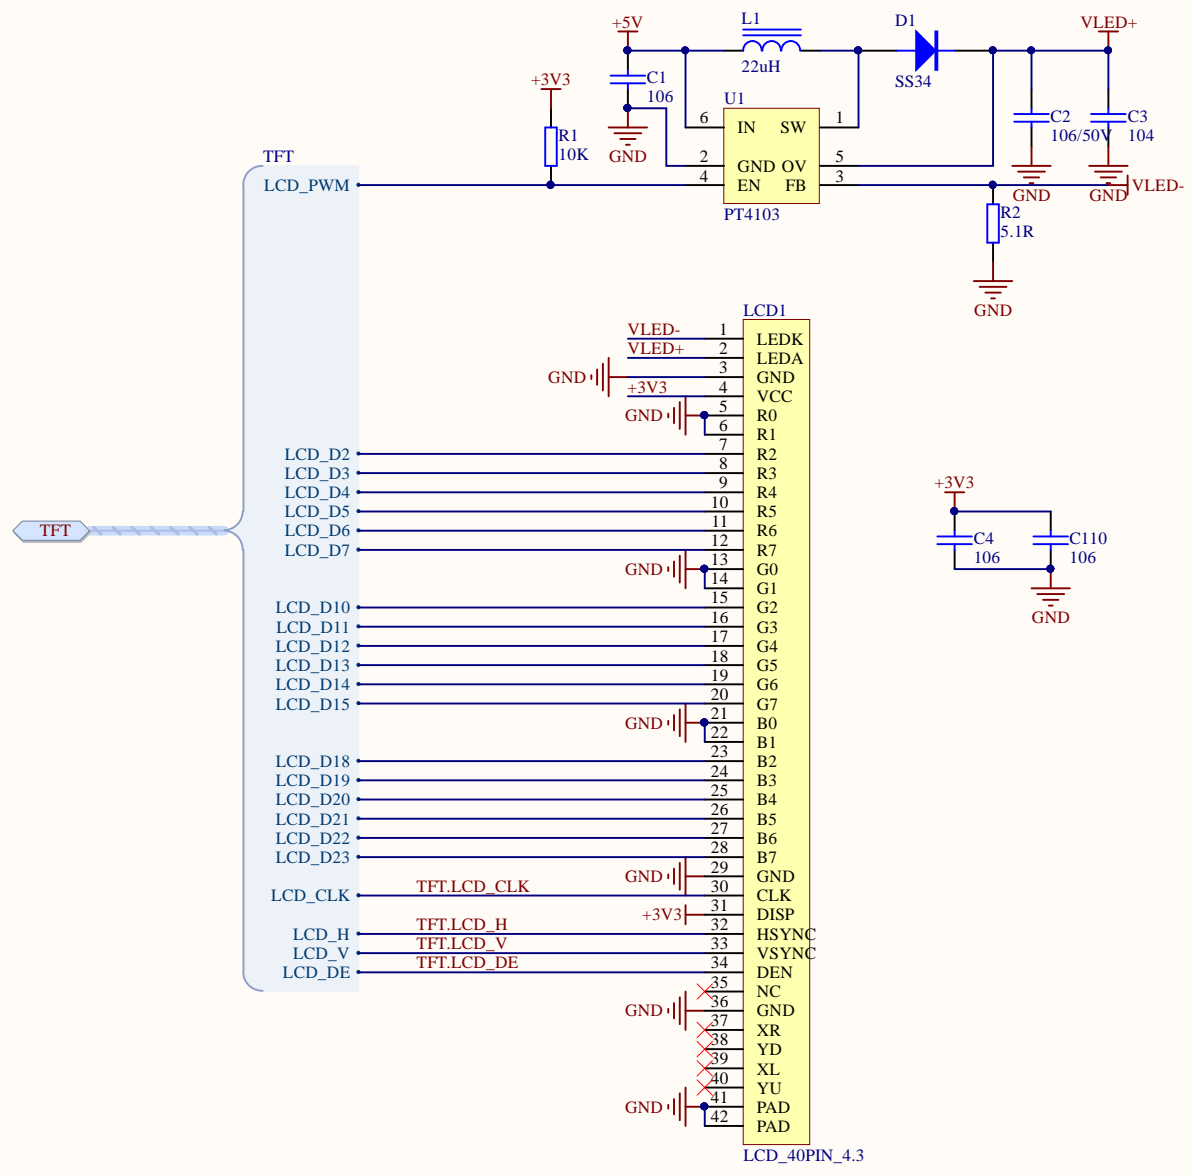 +5V
L1
22uH
D1
SS34
VLED+
C1
106
GND
+3V3
R1
10K
U1
6 IN SW 1
2 GND OV 5
4 EN FB 3
PT4103
C2
106/50V
GND
C3
104
GND
VLED-
R2
5.1R
GND
TFT
LCD_PWM
LCD1
VLED- 1 LEDK
VLED+ 2 LEDA
GND 3 GND
+3V3 4 VCC
GND 5 R0
6 R1
LCD_D2 7 R2
LCD_D3 8 R3
LCD_D4 9 R4
LCD_D5 10 R5
TFT LCD_D6 11 R6
LCD_D7 12 R7
GND 13 G0
14 G1
LCD_D10 15 G2
LCD_D11 16 G3
LCD_D12 17 G4
LCD_D13 18 G5
LCD_D14 19 G6
LCD_D15 20 G7
GND 21 B0
22 B1
LCD_D18 23 B2
LCD_D19 24 B3
LCD_D20 25 B4
LCD_D21 26 B5
LCD_D22 27 B6
LCD_D23 28 B7
GND 29 GND
LCD_CLK TFT.LCD_CLK 30 CLK
+3V3 31 DISP
LCD_H TFT.LCD_H 32 HSYNC
LCD_V TFT.LCD_V 33 VSYNC
LCD_DE TFT.LCD_DE 34 DEN
35 NC
GND 36 GND
37 XR
38 YD
39 XL
40 YU
GND 41 PAD
42 PAD
LCD_40PIN_4.3
+3V3
C4
106
C110
106
GND